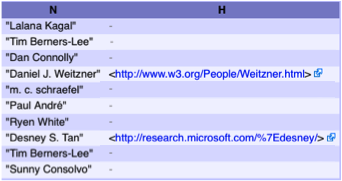 N H
"Lalana Kagal" -
"Tim Berners-Lee" -
"Dan Connolly" -
"Daniel J. Weitzner" <http://www.w3.org/People/Weitzner.html>
"m. c. schraefel" -
"Paul André" -
"Ryen White" -
"Desney S. Tan" <http://research.microsoft.com/%7Edesney/>
"Tim Berners-Lee" -
"Sunny Consolvo" -